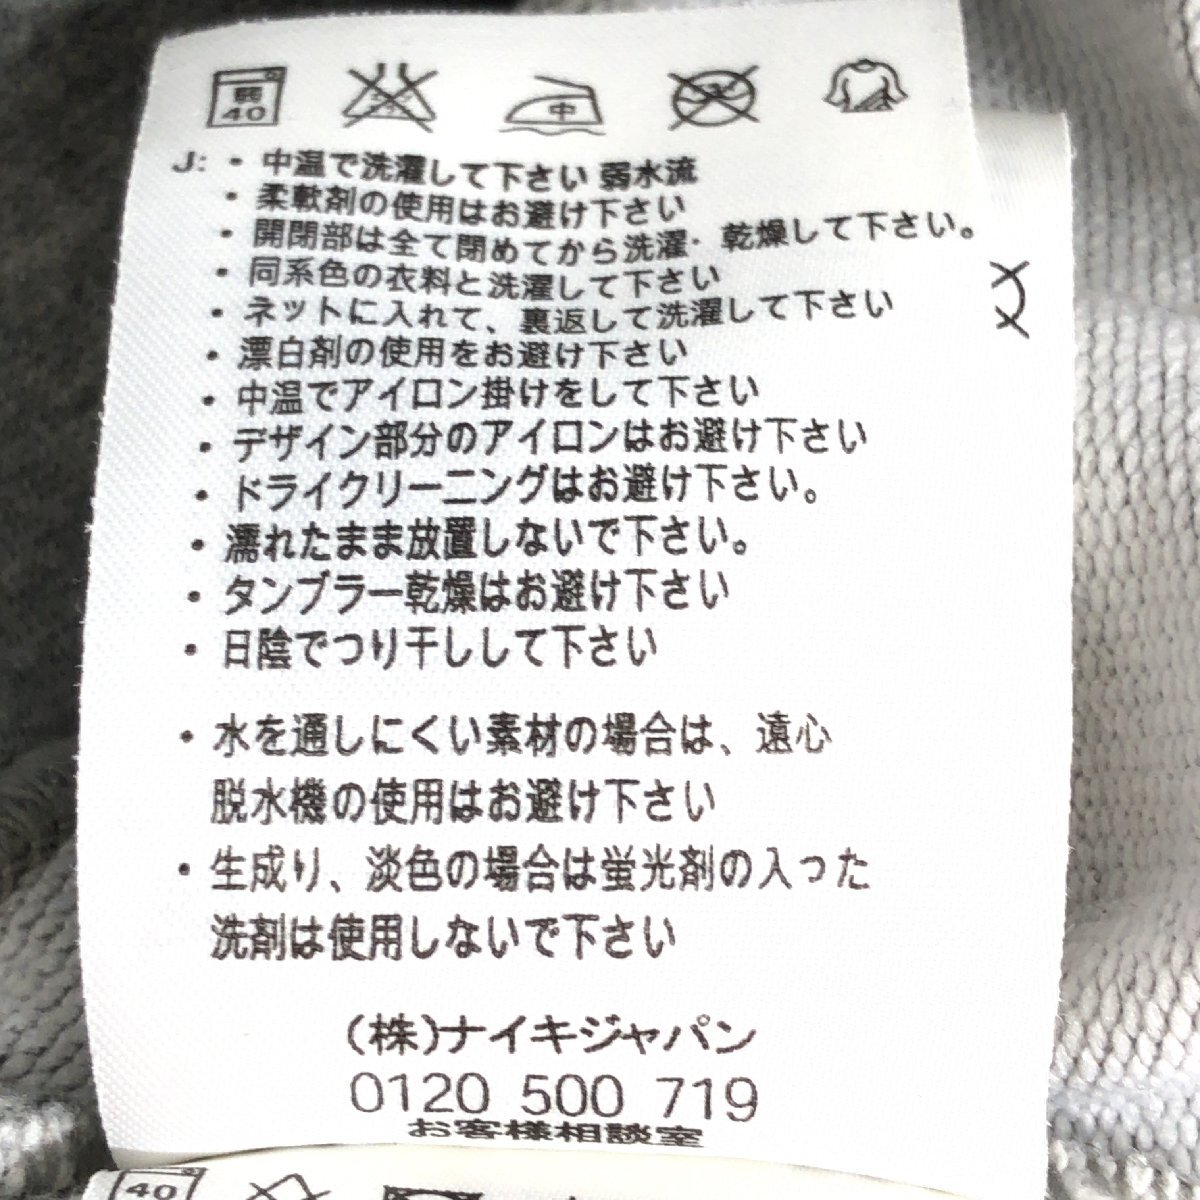 弱 40 中
J: ・中温で洗濯して下さい 弱水流
・柔軟剤の使用はお避け下さい
・開閉部は全て閉めてから洗濯・乾燥して下さい。
・同系色の衣料と洗濯して下さい
・ネットに入れて、裏返して洗濯して下さい
・漂白剤の使用をお避け下さい
・中温でアイロン掛けをして下さい
・デザイン部分のアイロンはお避け下さい
・ドライクリーニングはお避け下さい。
・濡れたまま放置しないで下さい。
・タンブラー乾燥はお避け下さい
・日陰でつり干しして下さい
・水を通しにくい素材の場合は、遠心
脱水機の使用はお避け下さい
・生成り、淡色の場合は蛍光剤の入った
洗剤は使用しないで下さい
(株)ナイキジャパン
0120 500 719
お客様相談室
40